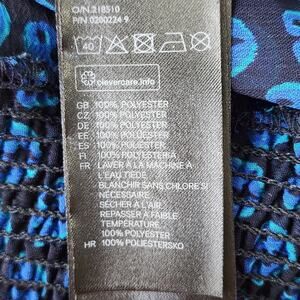 O/N.218510
P/N 0200224 9
40
clevercare.info
GB 100% POLYESTER
CZ 100% POLYESTER
DE 100% POLYESTER
EE 100% POLYESTER
ES 100% POLYESTER
FI 100% POLYESTERIA
FR LAVER À LA MACHINE À
L'EAU TIÈDE
BLANCHIR SANS CHLORE SI
NÉCESSAIRE
SÉCHER À L'AIR
REPASSER À FAIBLE
TEMPÉRATURE
100% POLYESTER
HR 100% POLIESTERSKO